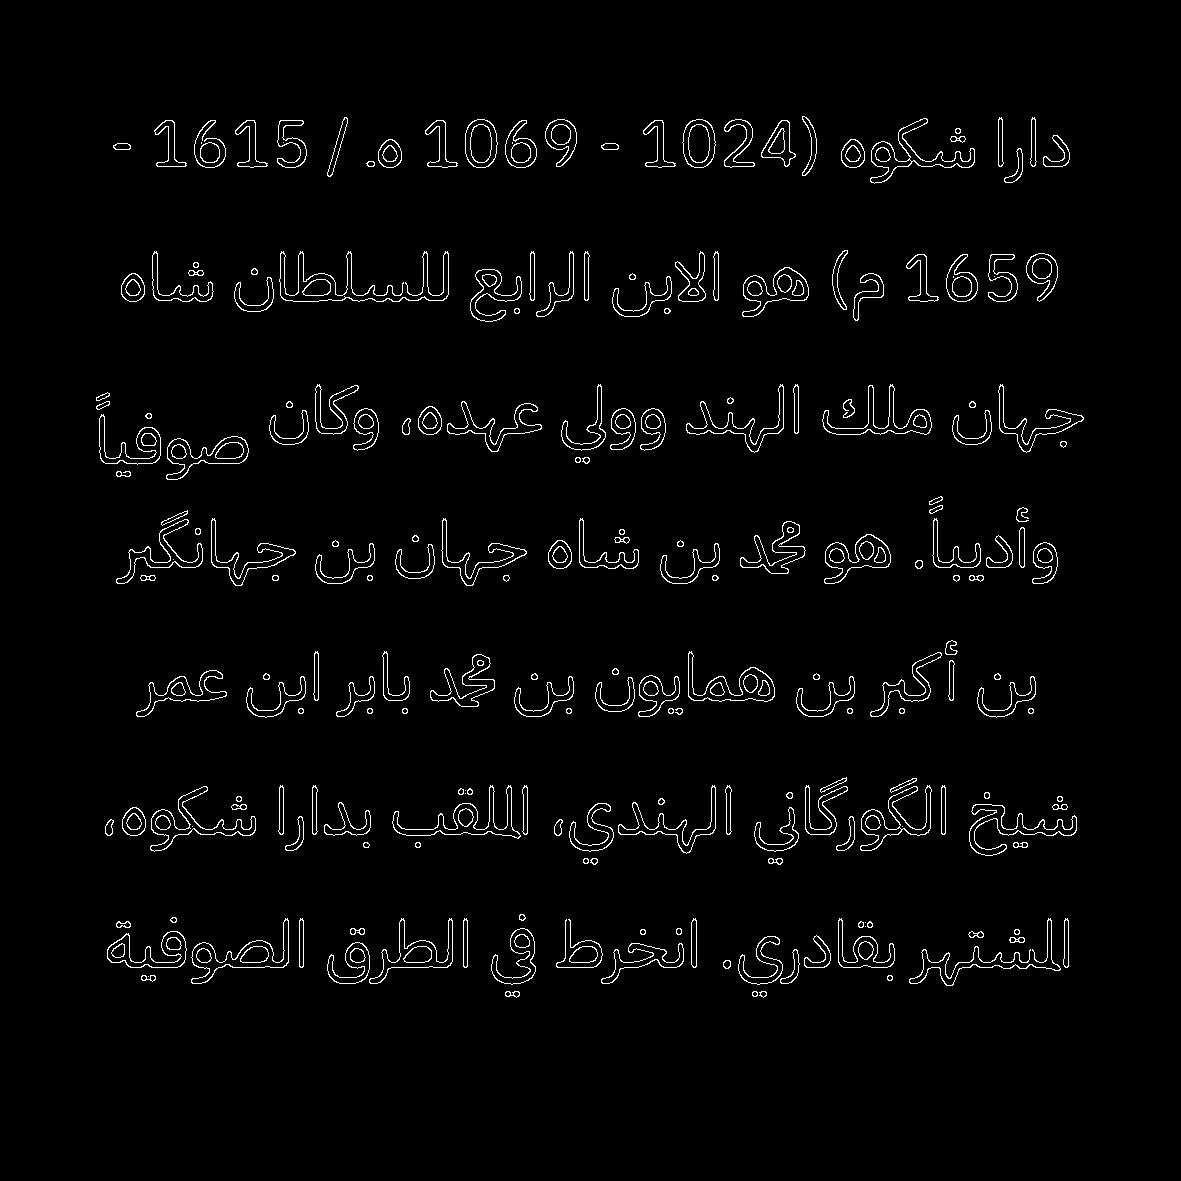 دارا شكوه (1024 - 1069 ه. / 1615 -
1659 م) هو الابن الرابع للسلطان شاه
جهان ملك الهند وولي عهده، وكان صوفياً
وأديباً. هو محمد بن شاه جهان بن جهانگير
بن أكبر بن همايون بن محمد بابر ابن عمر
شيخ الگورگاني الهندي، الملقب بدارا شكوه،
المشتهر بقادري. انخرط في الطرق الصوفية